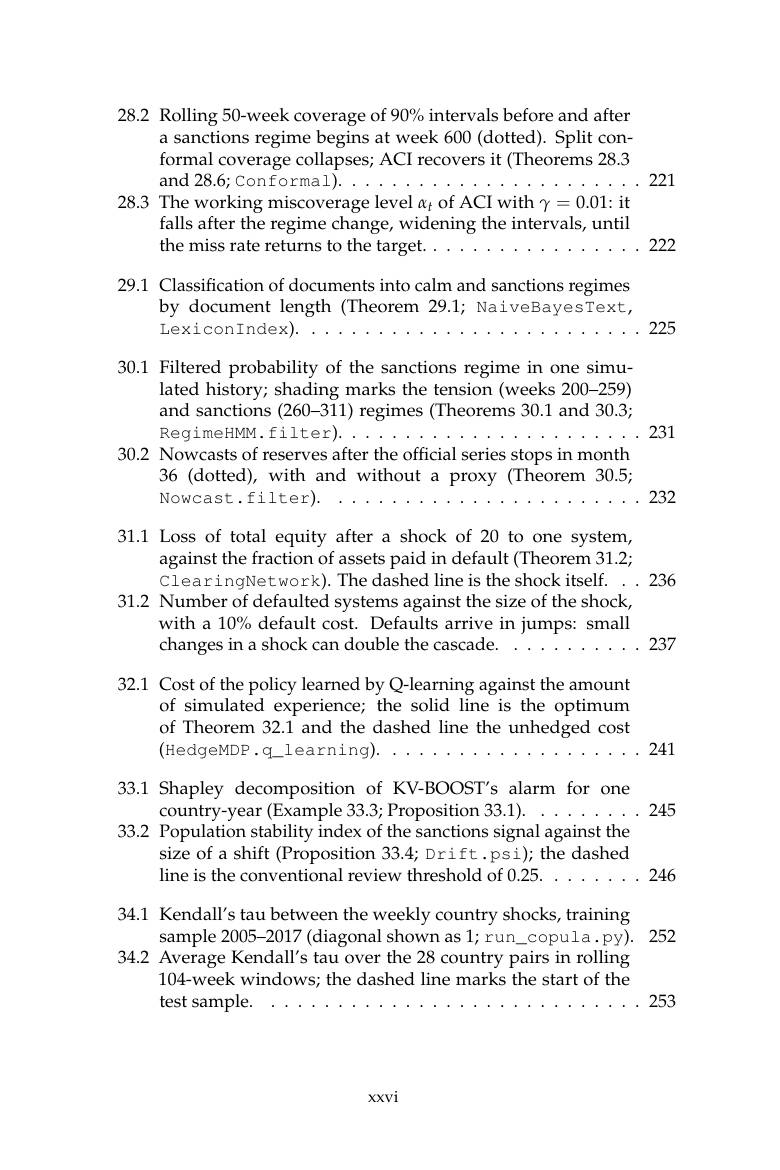 28.2 Rolling 50-week coverage of 90% intervals before and after
a sanctions regime begins at week 600 (dotted). Split con-
formal coverage collapses; ACI recovers it (Theorems 28.3
and 28.6; Conformal). . . . . . . . . . . . . . . . . . . . . . . 221
28.3 The working miscoverage level αt of ACI with γ = 0.01: it
falls after the regime change, widening the intervals, until
the miss rate returns to the target. . . . . . . . . . . . . . . . . 222
29.1 Classification of documents into calm and sanctions regimes
by document length (Theorem 29.1; NaiveBayesText,
LexiconIndex). . . . . . . . . . . . . . . . . . . . . . . . . . 225
30.1 Filtered probability of the sanctions regime in one simu-
lated history; shading marks the tension (weeks 200–259)
and sanctions (260–311) regimes (Theorems 30.1 and 30.3;
RegimeHMM.filter). . . . . . . . . . . . . . . . . . . . . . . 231
30.2 Nowcasts of reserves after the official series stops in month
36 (dotted), with and without a proxy (Theorem 30.5;
Nowcast.filter). . . . . . . . . . . . . . . . . . . . . . . . 232
31.1 Loss of total equity after a shock of 20 to one system,
against the fraction of assets paid in default (Theorem 31.2;
ClearingNetwork). The dashed line is the shock itself. . . 236
31.2 Number of defaulted systems against the size of the shock,
with a 10% default cost. Defaults arrive in jumps: small
changes in a shock can double the cascade. . . . . . . . . . . 237
32.1 Cost of the policy learned by Q-learning against the amount
of simulated experience; the solid line is the optimum
of Theorem 32.1 and the dashed line the unhedged cost
(HedgeMDP.q_learning). . . . . . . . . . . . . . . . . . . . 241
33.1 Shapley decomposition of KV-BOOST's alarm for one
country-year (Example 33.3; Proposition 33.1). . . . . . . . . 245
33.2 Population stability index of the sanctions signal against the
size of a shift (Proposition 33.4; Drift.psi); the dashed
line is the conventional review threshold of 0.25. . . . . . . . 246
34.1 Kendall's tau between the weekly country shocks, training
sample 2005–2017 (diagonal shown as 1; run_copula.py). 252
34.2 Average Kendall's tau over the 28 country pairs in rolling
104-week windows; the dashed line marks the start of the
test sample. . . . . . . . . . . . . . . . . . . . . . . . . . . . . 253
xxvi